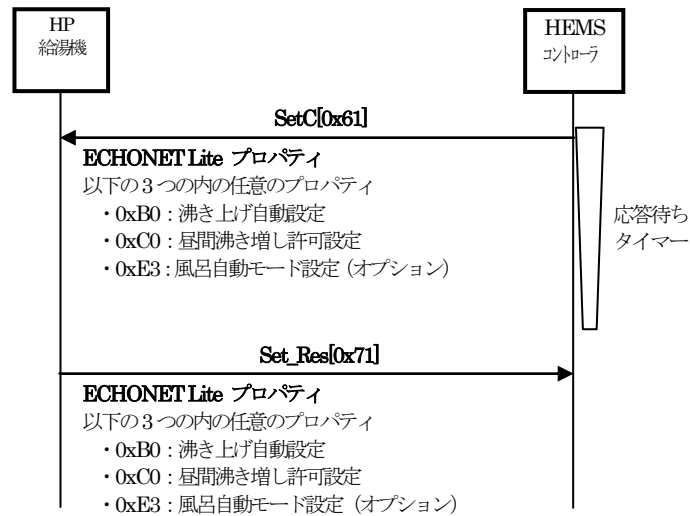 HP
給湯機
HEMS
コントローラ
SetC[0x61]
ECHONET Lite プロパティ
以下の3つの内の任意のプロパティ
・0xB0：沸き上げ自動設定
・0xC0：昼間沸き増し許可設定
・0xE3：風呂自動モード設定（オプション）
応答待ち
タイマー
Set_Res[0x71]
ECHONET Lite プロパティ
以下の3つの内の任意のプロパティ
・0xB0：沸き上げ自動設定
・0xC0：昼間沸き増し許可設定
・0xE3：風呂自動モード設定（オプション）